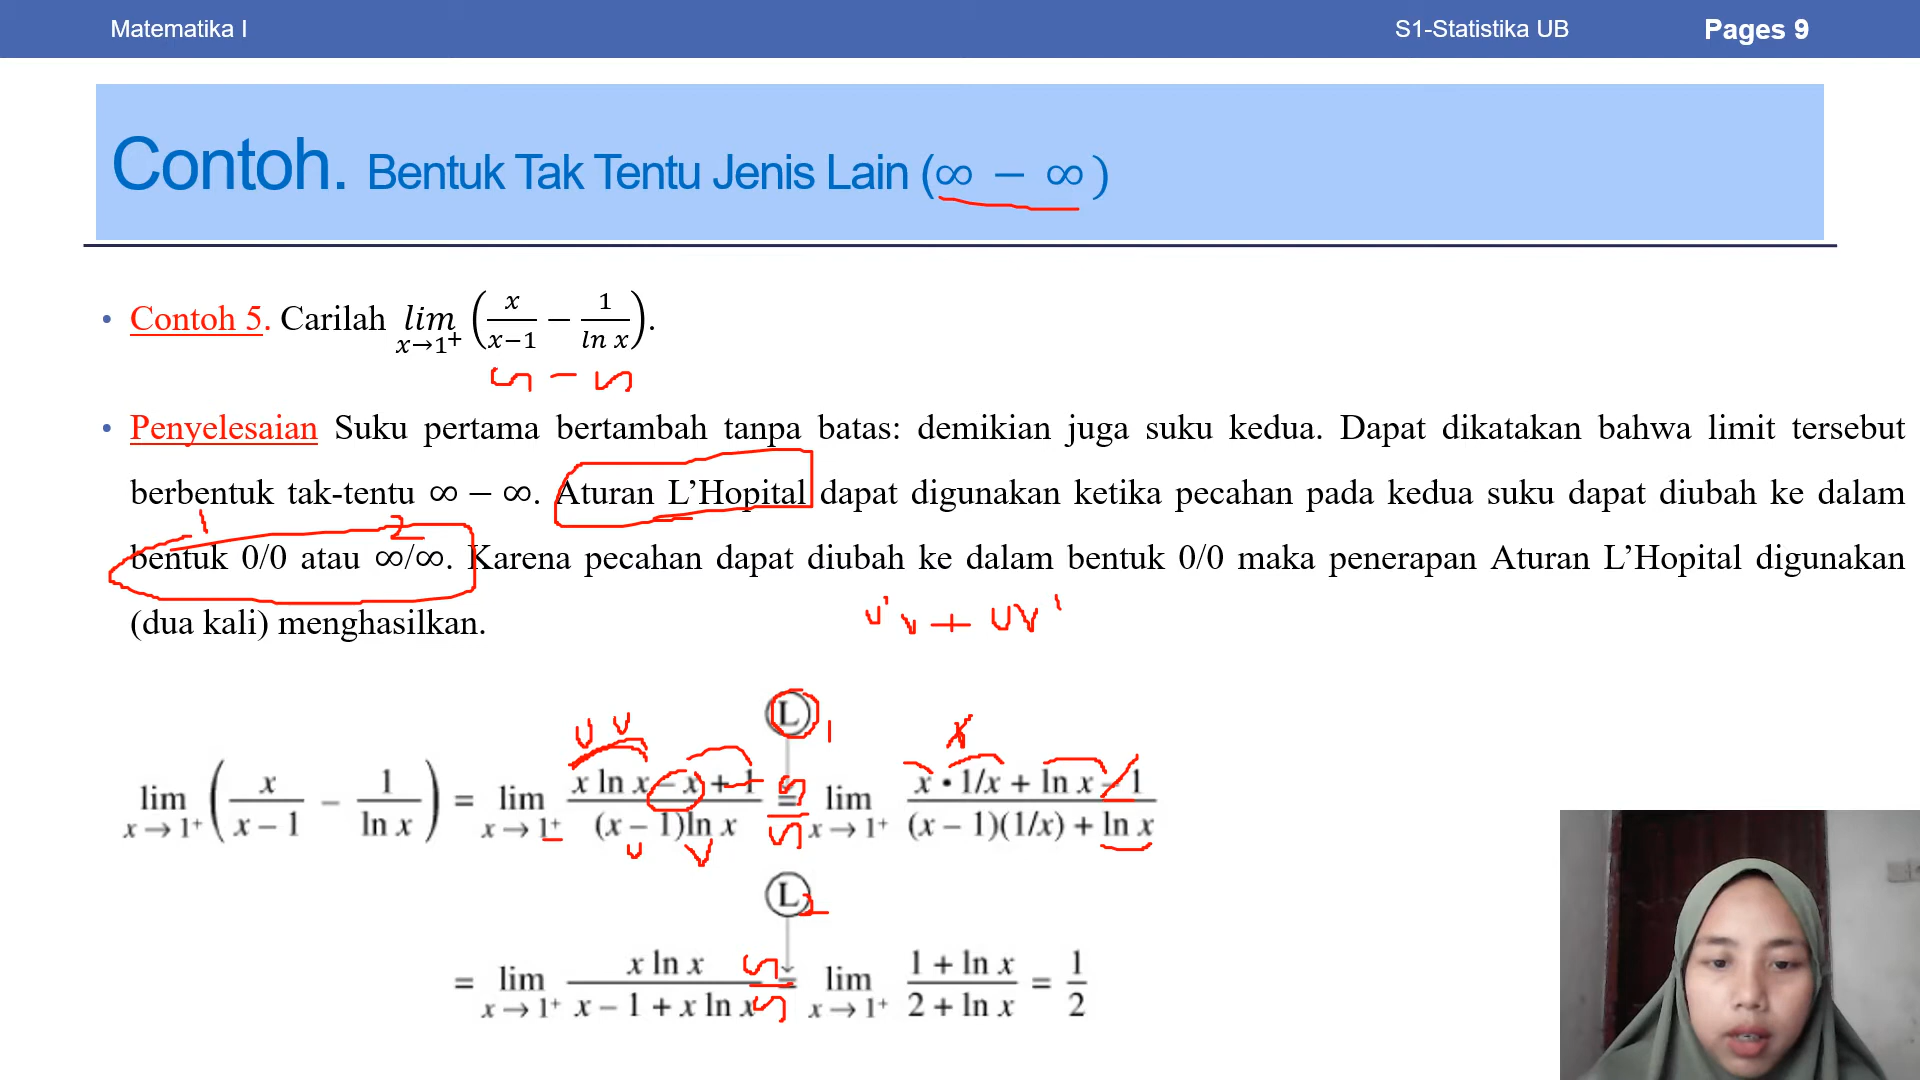 Matematika I S1-Statistika UB Pages 9
Contoh. Bentuk Tak Tentu Jenis Lain (∞ − ∞ )
• Contoh 5. Carilah lim x→1⁺ (x/(x−1) − 1/(ln x)).
• Penyelesaian Suku pertama bertambah tanpa batas: demikian juga suku kedua. Dapat dikatakan bahwa limit tersebut
berbentuk tak-tentu ∞ − ∞. Aturan L’Hopital dapat digunakan ketika pecahan pada kedua suku dapat diubah ke dalam
1 2
bentuk 0/0 atau ∞/∞. Karena pecahan dapat diubah ke dalam bentuk 0/0 maka penerapan Aturan L’Hopital digunakan
(dua kali) menghasilkan.
u'v + uv'
U V L 1
lim x→1⁺ (x/(x − 1) − 1/(ln x)) = lim x→1⁺ (x ln x − x + 1)/((x − 1)ln x) = lim x→1⁺ (x • 1/x + ln x − 1)/((x − 1)(1/x) + ln x)
U V
L 2
= lim x→1⁺ (x ln x)/(x − 1 + x ln x) = lim x→1⁺ (1 + ln x)/(2 + ln x) = 1/2